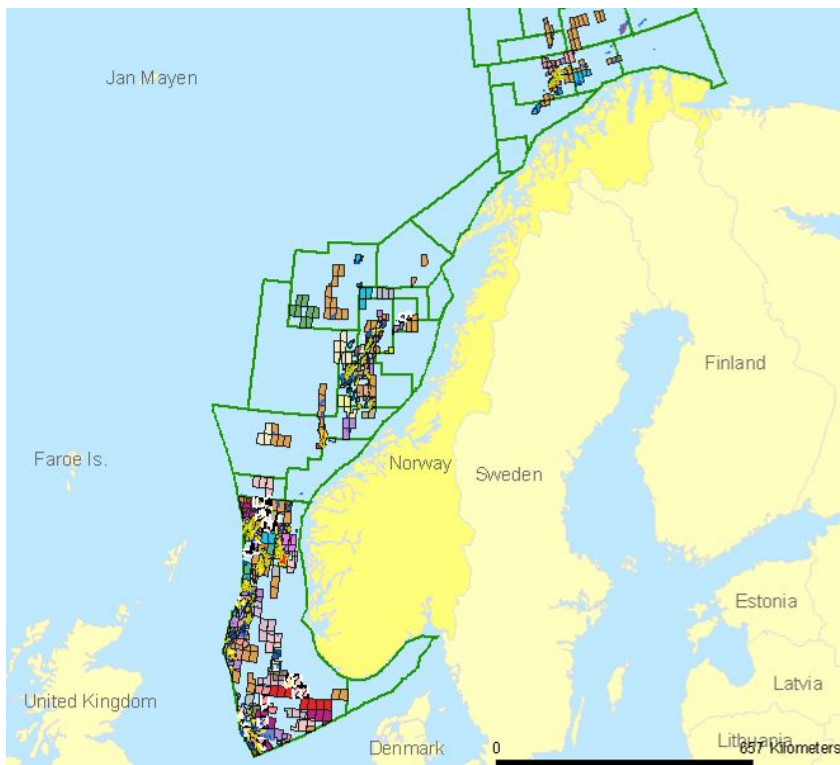 Jan Mayen
Finland
Faroe Is.
Norway
Sweden
Estonia
Latvia
United Kingdom
Denmark
Lithuania
0
657 Kilometers